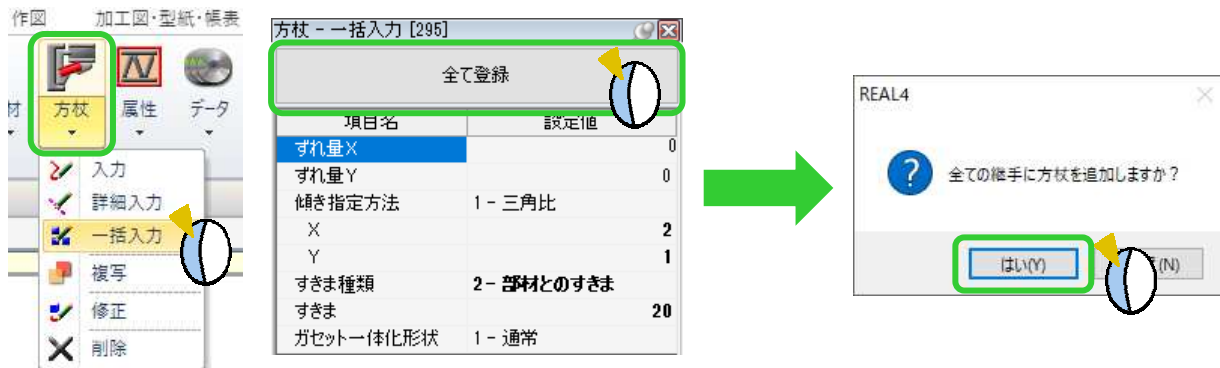 作図 加工図・型紙・帳表
材 方杖 属性 データ
入力
詳細入力
一括入力
複写
修正
削除
方杖 - 一括入力 [295]
全て登録
項目名 設定値
ずれ量X 0
ずれ量Y 0
傾き指定方法 1 - 三角比
X 2
Y 1
すきま種類 2 - 部材とのすきま
すきま 20
ガセット一体化形状 1 - 通常
REAL4
全ての継手に方杖を追加しますか?
はい(Y) (N)